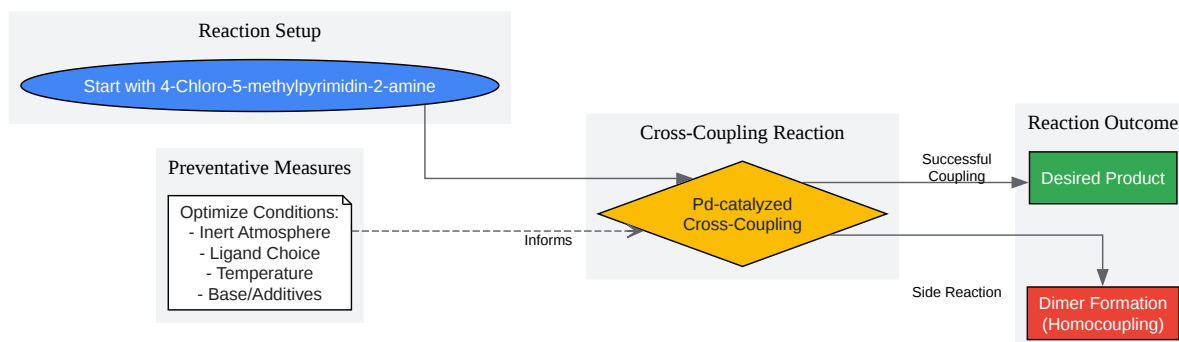 Reaction Setup
Start with 4-Chloro-5-methylpyrimidin-2-amine
Preventative Measures
Optimize Conditions:
- Inert Atmosphere
- Ligand Choice
- Temperature
- Base/Additives
Informs
Cross-Coupling Reaction
Pd-catalyzed
Cross-Coupling
Successful
Coupling
Side Reaction
Reaction Outcome
Desired Product
Dimer Formation
(Homocoupling)